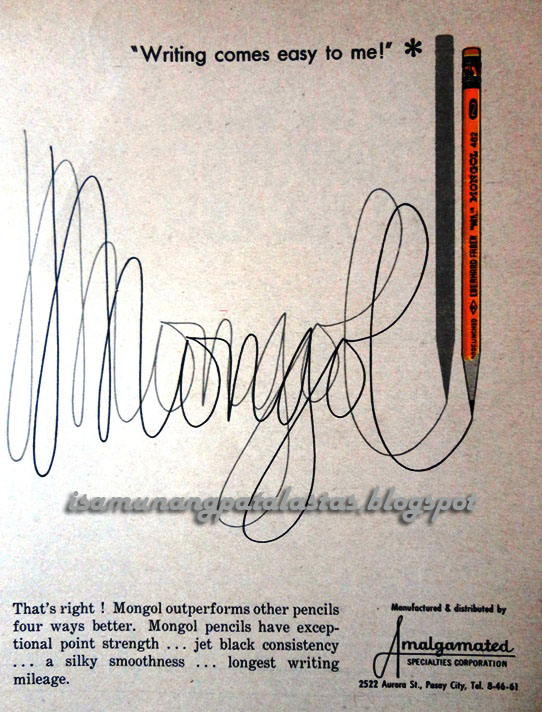 "Writing comes easy to me!" *
EBERHARD FABER "MEL" MONGOL 482 2
Mongol
isamunangpatalastas.blogspot
That's right ! Mongol outperforms other pencils
four ways better. Mongol pencils have excep-
tional point strength ... jet black consistency
... a silky smoothness ... longest writing
mileage.
Manufactured & distributed by
Amalgamated
SPECIALTIES CORPORATION
2522 Aurora St., Pasay City, Tel. 8-46-61